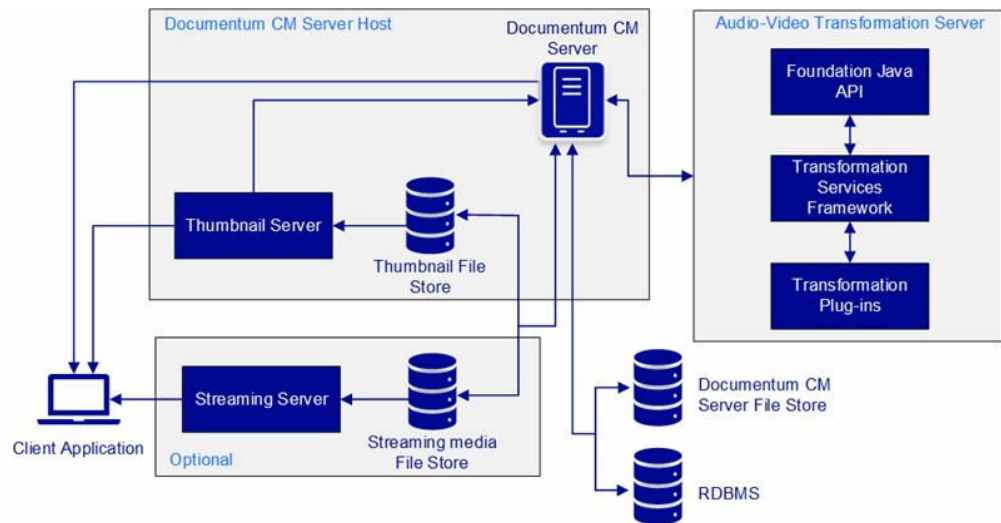 Documentum CM Server Host
Documentum CM
Server
Audio-Video Transformation Server
Foundation Java
API
Transformation
Services
Framework
Transformation
Plug-ins
Thumbnail Server
Thumbnail File
Store
Streaming Server
Streaming media
File Store
Optional
Client Application
Documentum CM
Server File Store
RDBMS